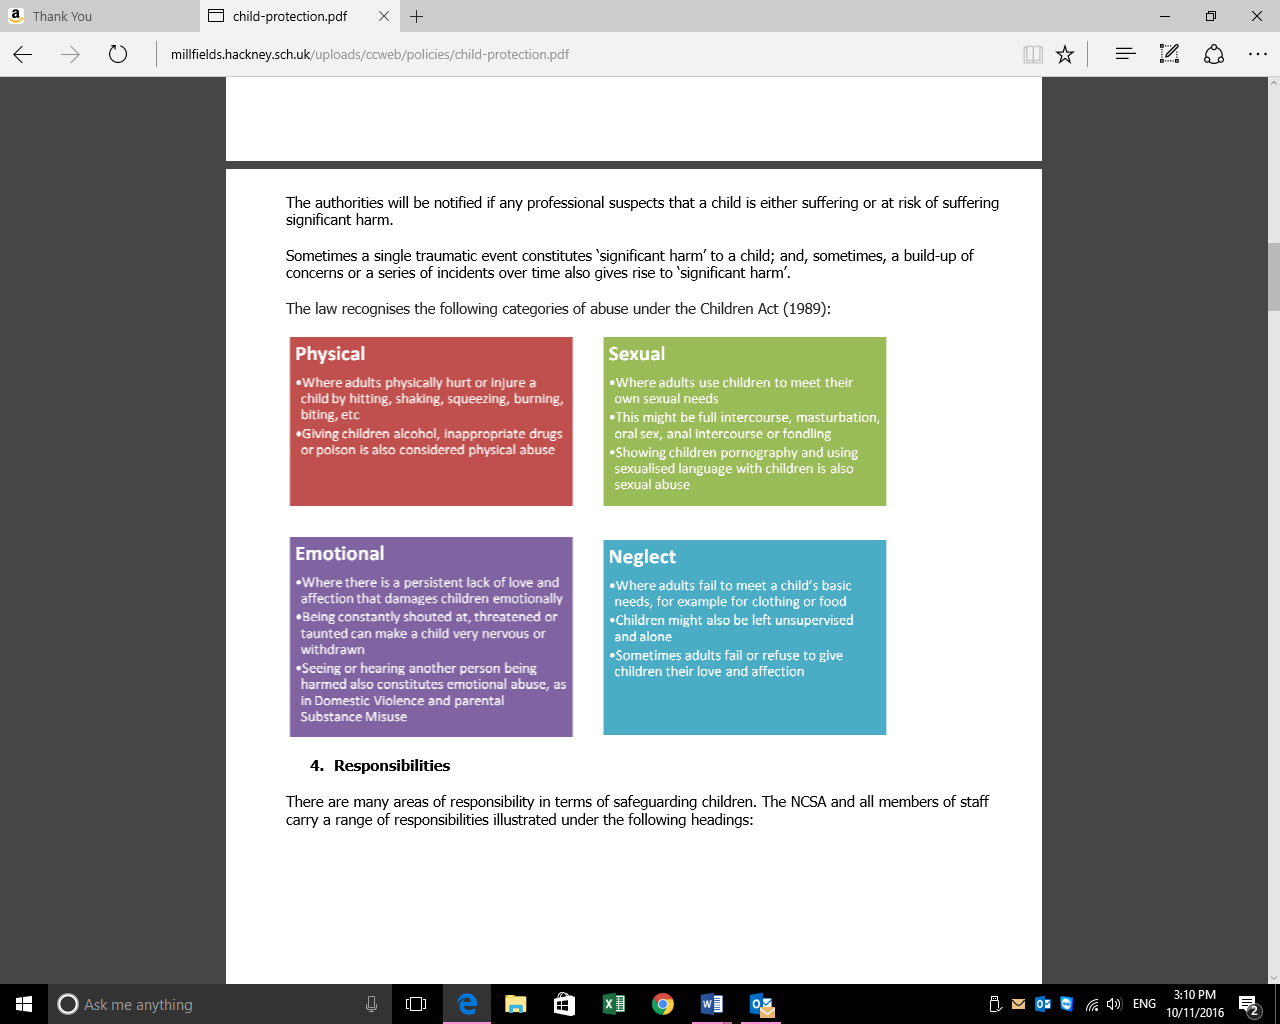 Thank You
child-protection.pdf
millfields.hackney.sch.uk/uploads/ccweb/policies/child-protection.pdf
The authorities will be notified if any professional suspects that a child is either suffering or at risk of suffering
significant harm.
Sometimes a single traumatic event constitutes ‘significant harm’ to a child; and, sometimes, a build-up of
concerns or a series of incidents over time also gives rise to ‘significant harm’.
The law recognises the following categories of abuse under the Children Act (1989):
Physical
•Where adults physically hurt or injure a
child by hitting, shaking, squeezing, burning,
biting, etc
•Giving children alcohol, inappropriate drugs
or poison is also considered physical abuse
Sexual
•Where adults use children to meet their
own sexual needs
•This might be full intercourse, masturbation,
oral sex, anal intercourse or fondling
•Showing children pornography and using
sexualised language with children is also
sexual abuse
Emotional
•Where there is a persistent lack of love and
affection that damages children emotionally
•Being constantly shouted at, threatened or
taunted can make a child very nervous or
withdrawn
•Seeing or hearing another person being
harmed also constitutes emotional abuse, as
in Domestic Violence and parental
Substance Misuse
Neglect
•Where adults fail to meet a child’s basic
needs, for example for clothing or food
•Children might also be left unsupervised
and alone
•Sometimes adults fail or refuse to give
children their love and affection
4. Responsibilities
There are many areas of responsibility in terms of safeguarding children. The NCSA and all members of staff
carry a range of responsibilities illustrated under the following headings:
Ask me anything
ENG
3:10 PM
10/11/2016
2